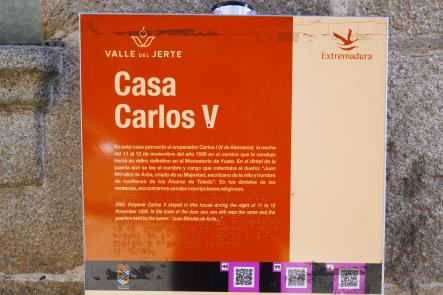 VALLE DEL JERTE
Extremadura
Casa
Carlos V
En esta casa pernoctó el emperador Carlos I (V de Alemania) la noche
del 11 al 12 de noviembre del año 1556 en el camino que le condujo
hacia su retiro definitivo en el Monasterio de Yuste. En el dintel de la
puerta aún se lee el nombre y cargo que ostentaba el dueño: "Juan
Méndez de Ávila, criado de su Majestad, escribano de la villa y hombre
de confianza de los Álvarez de Toledo". En los dinteles de las
ventanas, encontramos sendas inscripciones religiosas.
ENG. Emperor Carlos V stayed in this house during the night of 11 to 12
November 1556. In the lintel of the door you can still read the name and the
position held by the owner: "Juan Méndez de Ávila..."